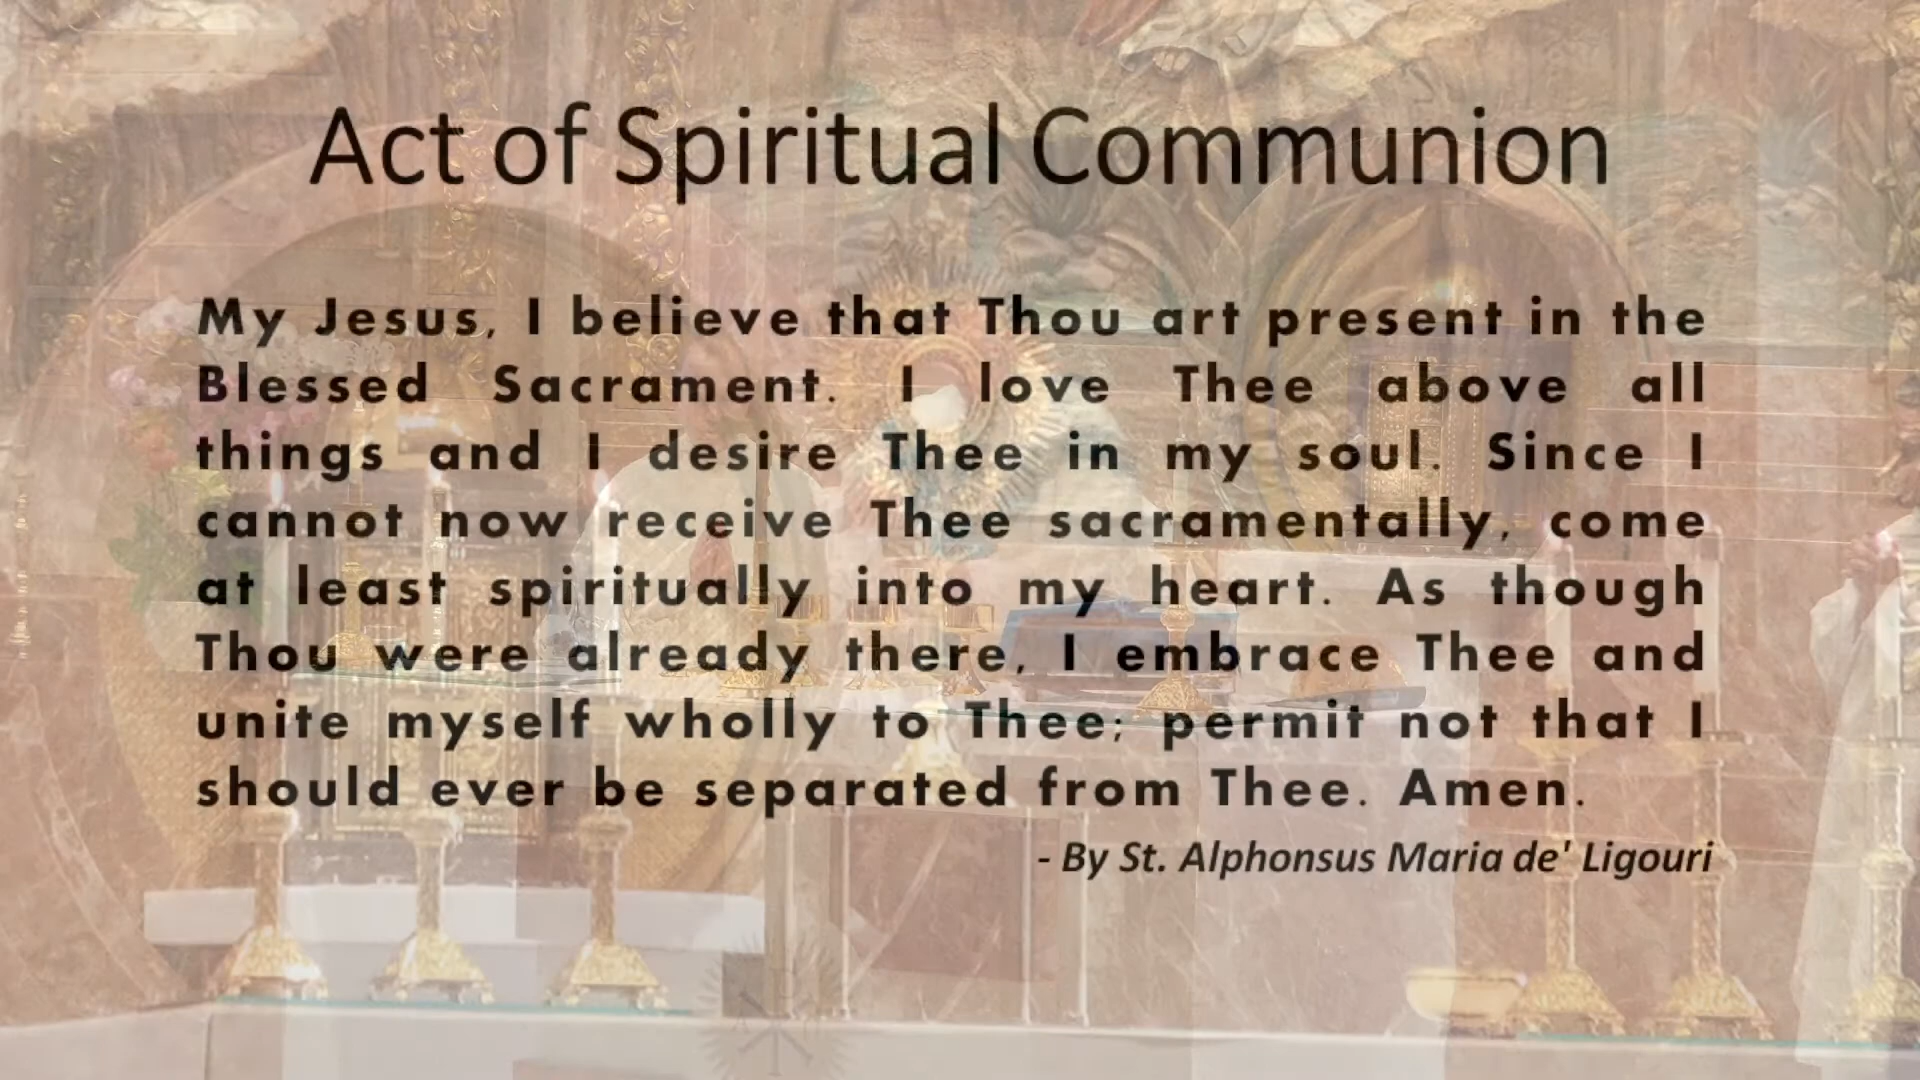 Act of Spiritual Communion
My Jesus, I believe that Thou art present in the
Blessed Sacrament. I love Thee above all
things and I desire Thee in my soul. Since I
cannot now receive Thee sacramentally, come
at least spiritually into my heart. As though
Thou were already there, I embrace Thee and
unite myself wholly to Thee; permit not that I
should ever be separated from Thee. Amen.
- By St. Alphonsus Maria de' Ligouri